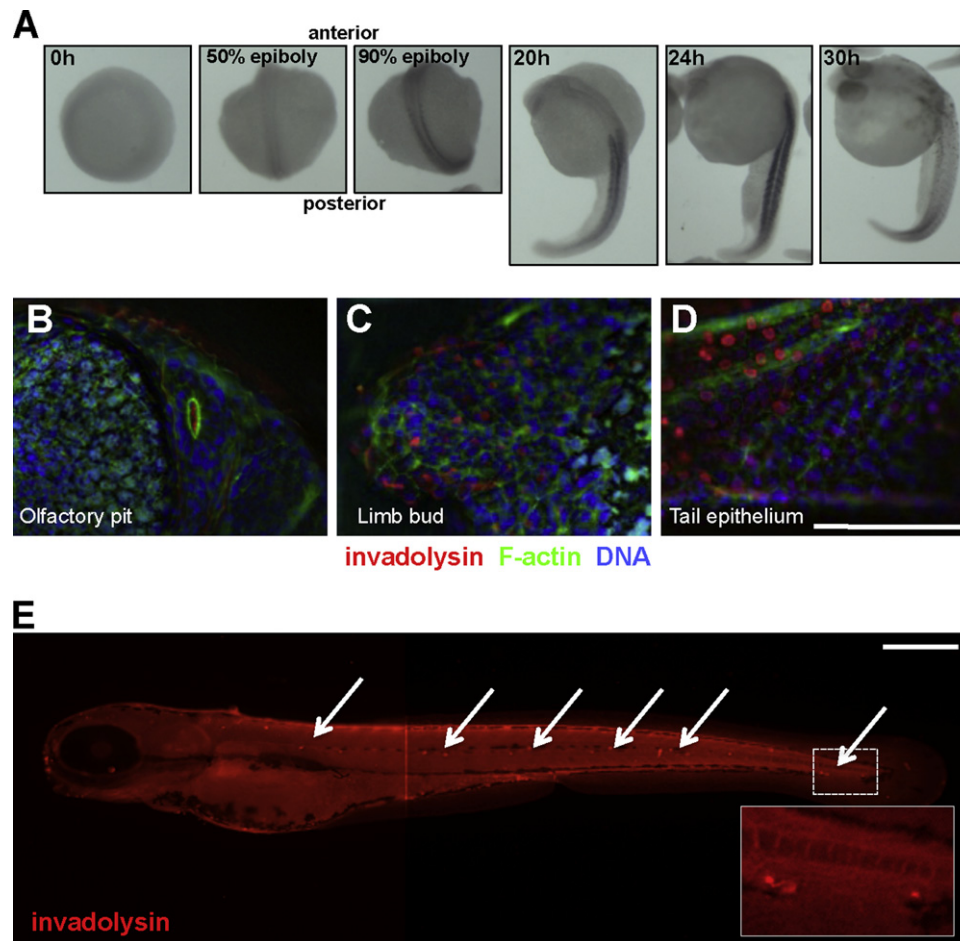 A
anterior
0h
50% epiboly
90% epiboly
20h
24h
30h
posterior
B
Olfactory pit
C
Limb bud
D
Tail epithelium
invadolysin F-actin DNA
E
invadolysin